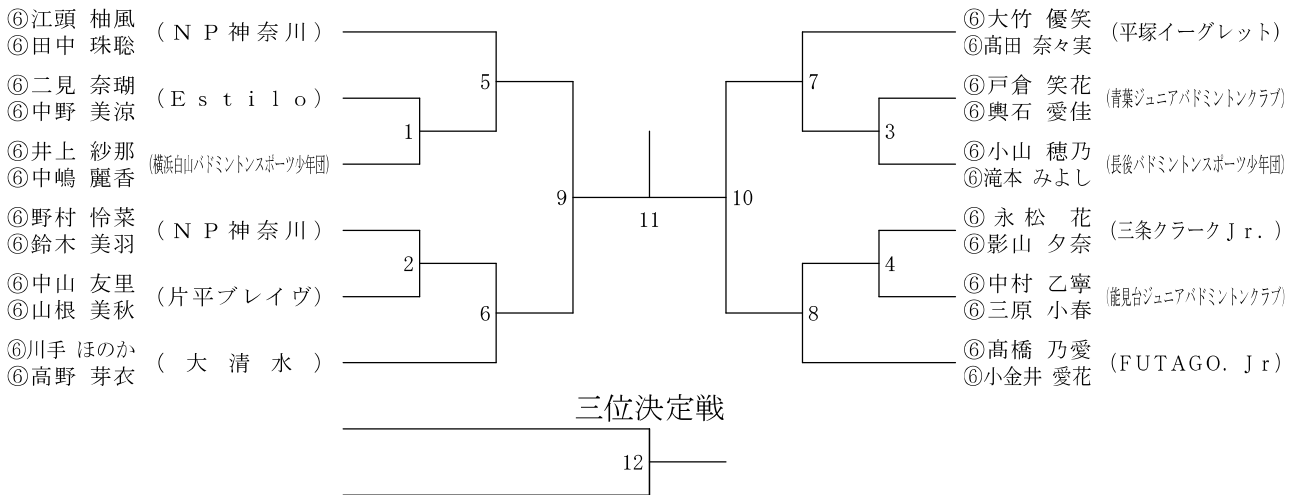 ⑥江頭 柚風
⑥田中 珠聡
(ＮＰ神奈川)
⑥二見 奈瑚
⑥中野 美涼
(Ｅｓｔｉｌｏ)
⑥井上 紗那
⑥中嶋 麗香
(横浜白山バドミントンスポーツ少年団)
⑥野村 怜菜
⑥鈴木 美羽
(ＮＰ神奈川)
⑥中山 友里
⑥山根 美秋
(片平ブレイヴ)
⑥川手 ほのか
⑥高野 芽衣
(大清水)
5
1
2
6
9
11
10
7
3
4
8
⑥大竹 優笑
⑥髙田 奈々実
(平塚イーグレット)
⑥戸倉 笑花
⑥輿石 愛佳
(青葉ジュニアバドミントンクラブ)
⑥小山 穂乃
⑥滝本 みよし
(長後バドミントンスポーツ少年団)
⑥永松 花
⑥影山 夕奈
(三条クラークＪｒ.)
⑥中村 乙寧
⑥三原 小春
(能見台ジュニアバドミントンクラブ)
⑥髙橋 乃愛
⑥小金井 愛花
(FUTAGO. Jr)
三位決定戦
12